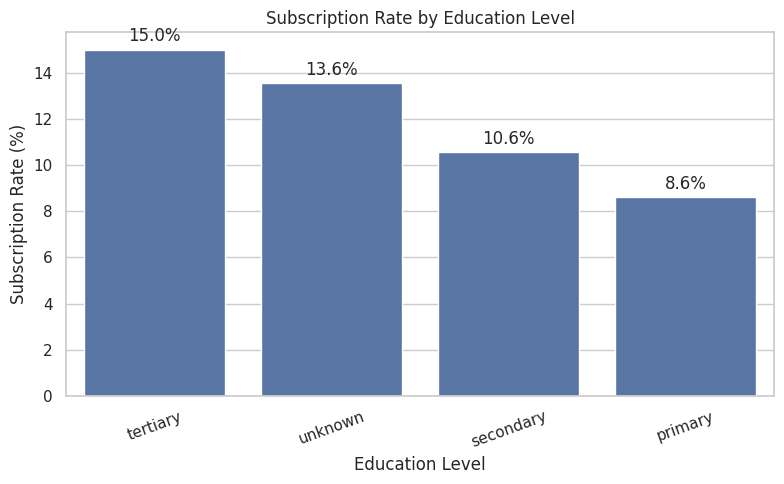 Subscription Rate by Education Level
Subscription Rate (%)
14
12
10
8
6
4
2
0
15.0%
13.6%
10.6%
8.6%
tertiary
unknown
secondary
primary
Education Level